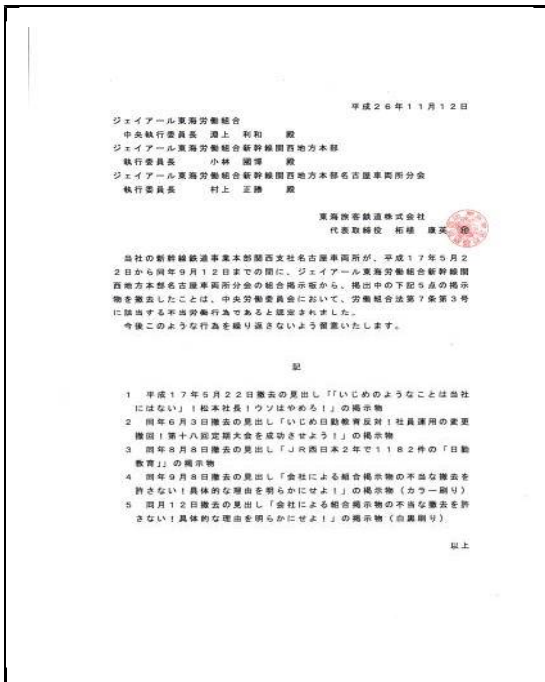 平成26年11月12日
ジェイアール東海労働組合
中央執行委員長　淵上　利和　殿
ジェイアール東海労働組合新幹線関西地方本部
執行委員長　小林　國博　殿
ジェイアール東海労働組合新幹線関西地方本部名古屋車両所分会
執行委員長　村上　正勝　殿
東海旅客鉄道株式会社
代表取締役　柘植　康英　㊞
当社の新幹線鉄道事業本部関西支社名古屋車両所が、平成17年5月2
2日から同年9月12日までの間に、ジェイアール東海労働組合新幹線関
西地方本部名古屋車両所分会の組合掲示板から、掲出中の下記5点の掲示
物を撤去したことは、中央労働委員会において、労働組合法第7条第3号
に該当する不当労働行為であると認定されました。
今後このような行為を繰り返さないよう留意いたします。
記
1　平成17年5月22日撤去の見出し「「いじめのようなことは当社
にはない」！松本社長！ウソはやめろ！」の掲示物
2　同年6月3日撤去の見出し「いじめ日勤教育反対！社員運用の変更
撤回！第十八回定期大会を成功させよう！」の掲示物
3　同年8月8日撤去の見出し「JR西日本2年で1182件の「日勤
教育」」の掲示物
4　同年9月8日撤去の見出し「会社による組合掲示物の不当な撤去を
許さない！具体的な理由を明らかにせよ！」の掲示物（カラー刷り）
5　同月12日撤去の見出し「会社による組合掲示物の不当な撤去を許
さない！具体的な理由を明らかにせよ！」の掲示物（白黒刷り）
以上